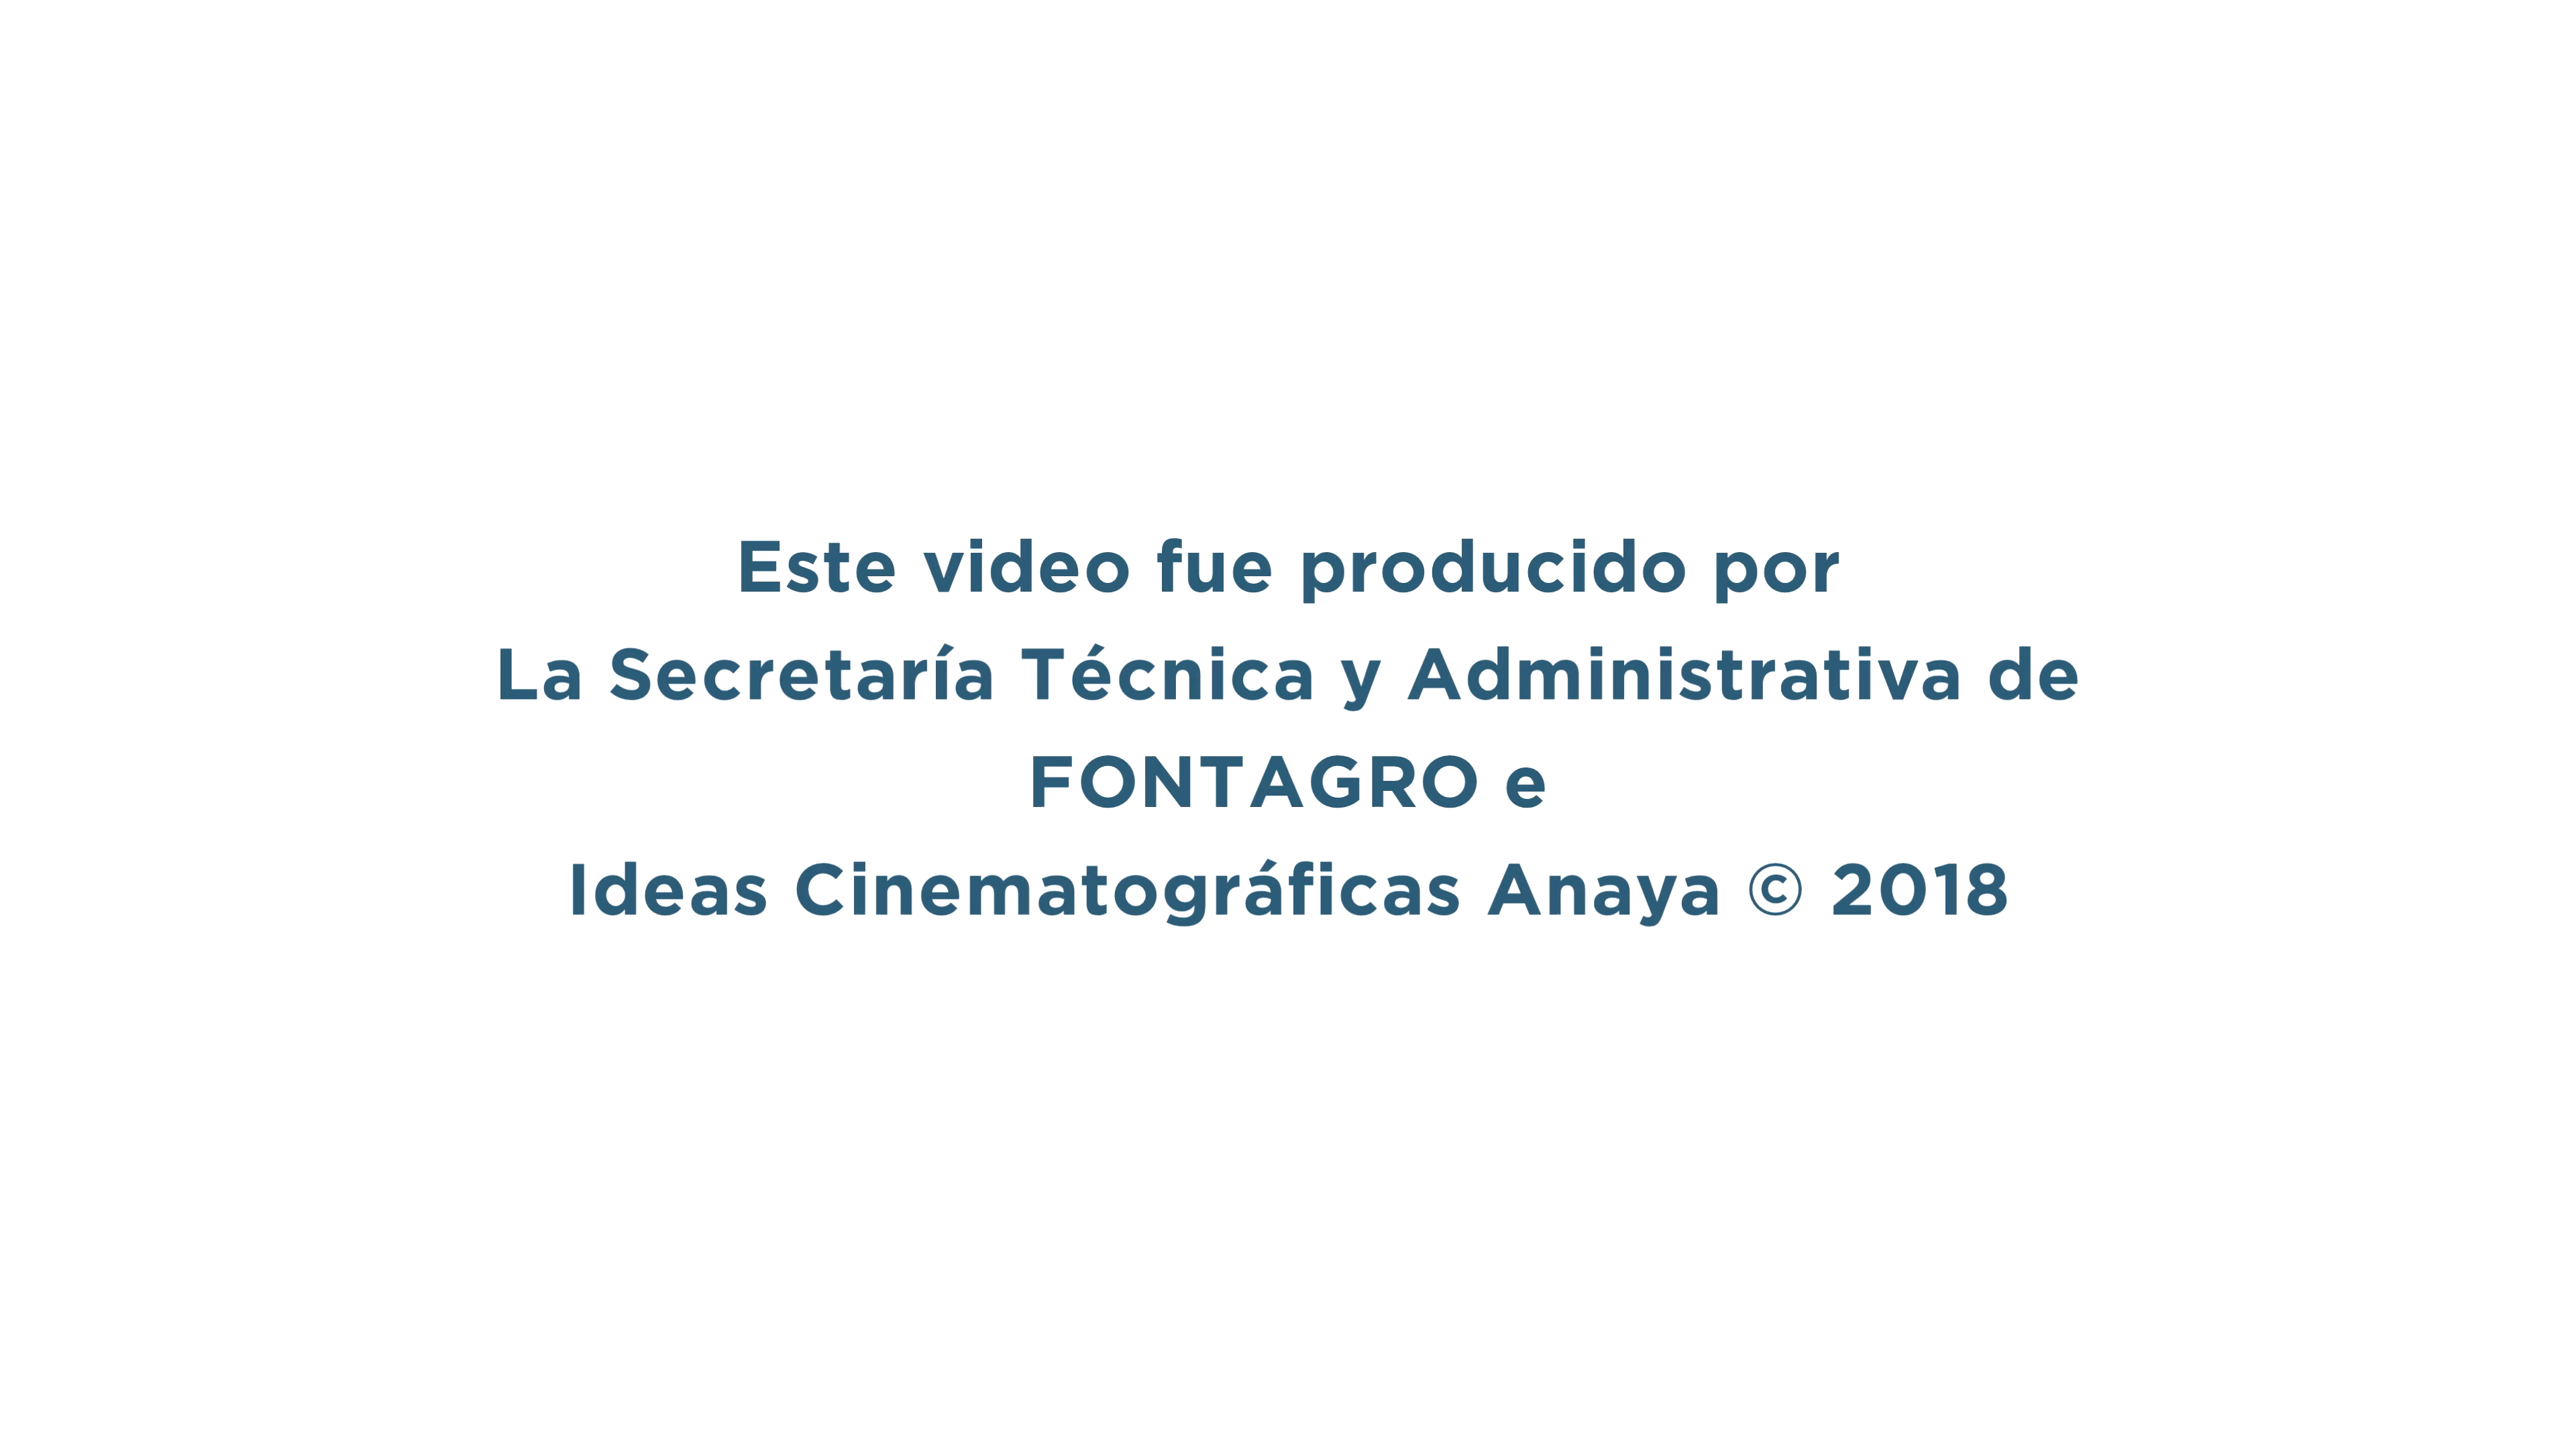 Este video fue producido por
La Secretaría Técnica y Administrativa de
FONTAGRO e
Ideas Cinematográficas Anaya © 2018